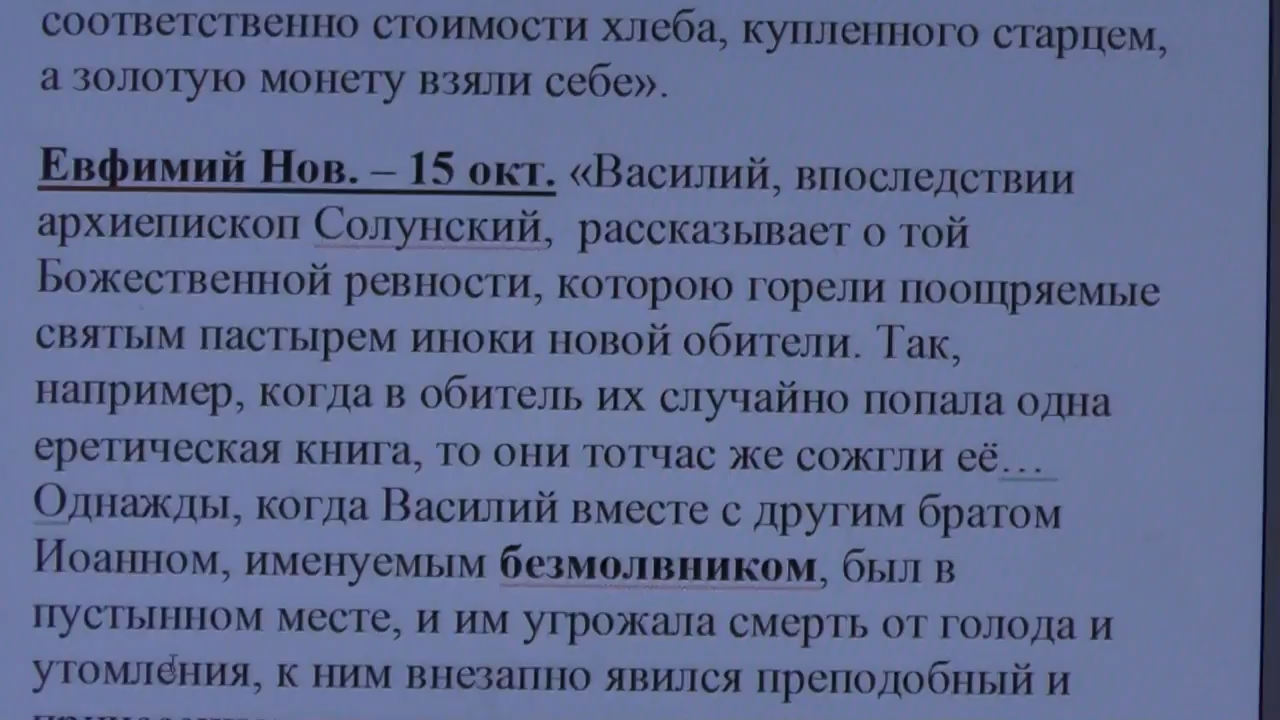 соответственно стоимости хлеба, купленного старцем,
а золотую монету взяли себе».
Евфимий Нов. – 15 окт. «Василий, впоследствии
архиепископ Солунский, рассказывает о той
Божественной ревности, которою горели поощряемые
святым пастырем иноки новой обители. Так,
например, когда в обитель их случайно попала одна
еретическая книга, то они тотчас же сожгли её…
Однажды, когда Василий вместе с другим братом
Иоанном, именуемым безмолвником, был в
пустынном месте, и им угрожала смерть от голода и
утомления, к ним внезапно явился преподобный и